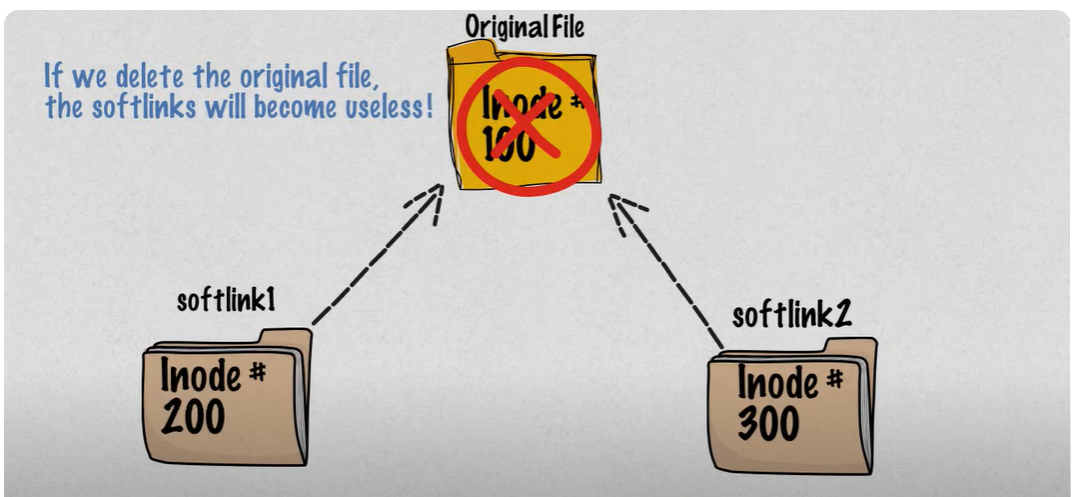 Original File
If we delete the original file,
the softlinks will become useless!
Inode #
100
softlink1
softlink2
Inode #
200
Inode #
300